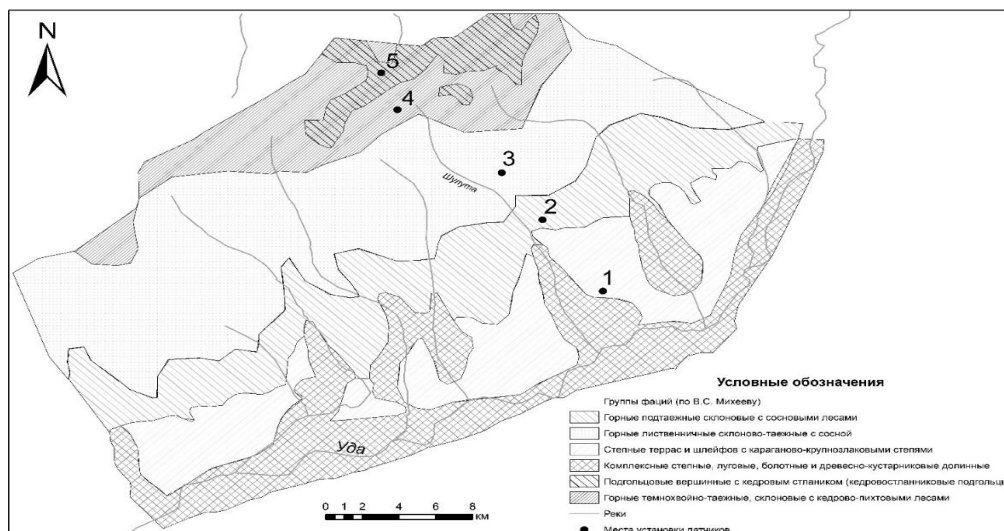 N
5
4
3
Шулута
2
1
Уда
0 1 2 4 6 8
км
Условные обозначения
Группы фаций (по В.С. Михееву)
Горные подтаежные склоновые с сосновыми лесами
Горные лиственничные склоново-таежные с сосной
Степные террас и шлейфов с караганово-крупнозлаковыми степями
Комплексные степные, луговые, болотные и древесно-кустарниковые долинные
Подгольцовые вершинные с кедровым стлаником (кедровостланниковые подгольц
Горные темнохвойно-таежные, склоновые с кедрово-пихтовыми лесами
Реки
Места установки датчиков